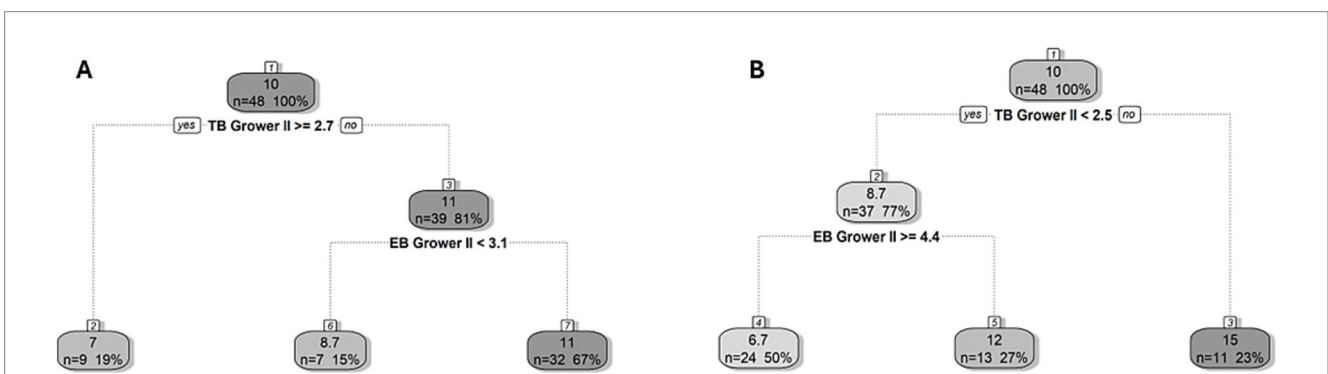 A
1
10
n=48 100%
yes TB Grower II >= 2.7 no
3
11
n=39 81%
EB Grower II < 3.1
2
7
n=9 19%
6
8.7
n=7 15%
7
11
n=32 67%
B
1
10
n=48 100%
yes TB Grower II < 2.5 no
2
8.7
n=37 77%
EB Grower II >= 4.4
4
6.7
n=24 50%
5
12
n=13 27%
3
15
n=11 23%